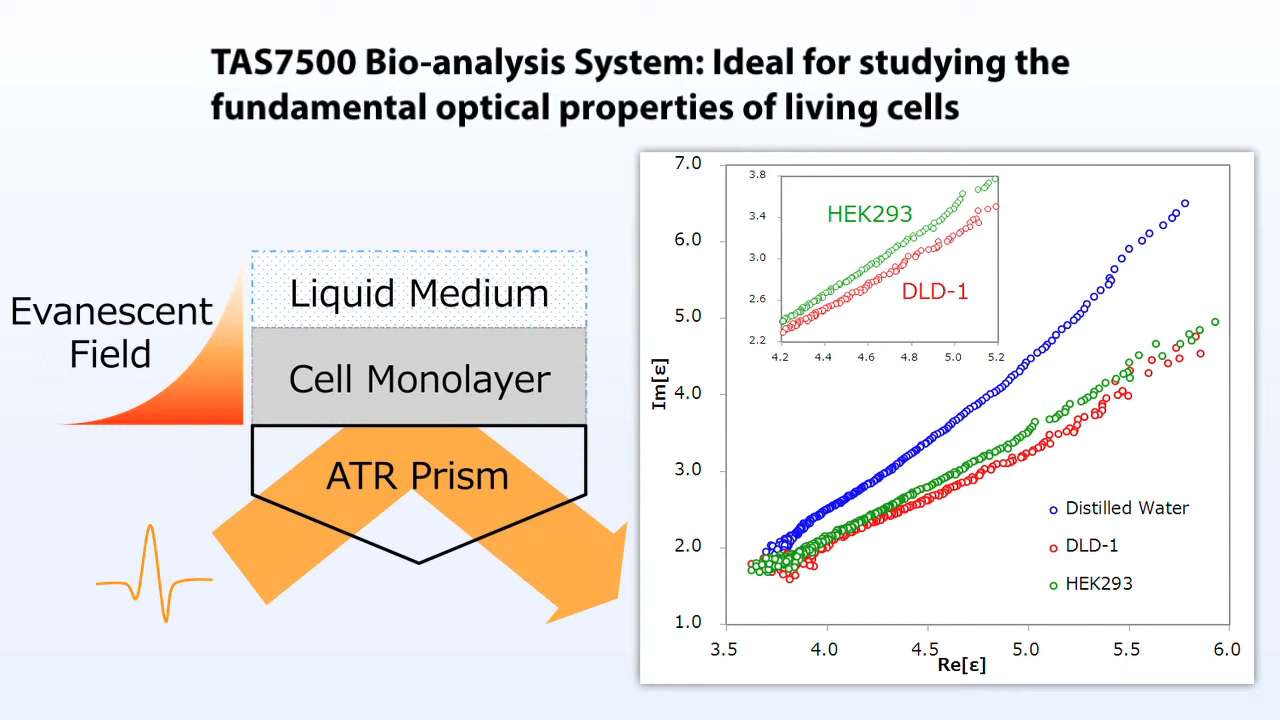 TAS7500 Bio-analysis System: Ideal for studying the
fundamental optical properties of living cells
Evanescent
Field
Liquid Medium
Cell Monolayer
ATR Prism
7.0
6.0
5.0
4.0
3.0
2.0
1.0
Im[ε]
3.8
3.4
3.0
2.6
2.2
HEK293
DLD-1
4.2 4.4 4.6 4.8 5.0 5.2
Distilled Water
DLD-1
HEK293
3.5 4.0 4.5 5.0 5.5 6.0
Re[ε]